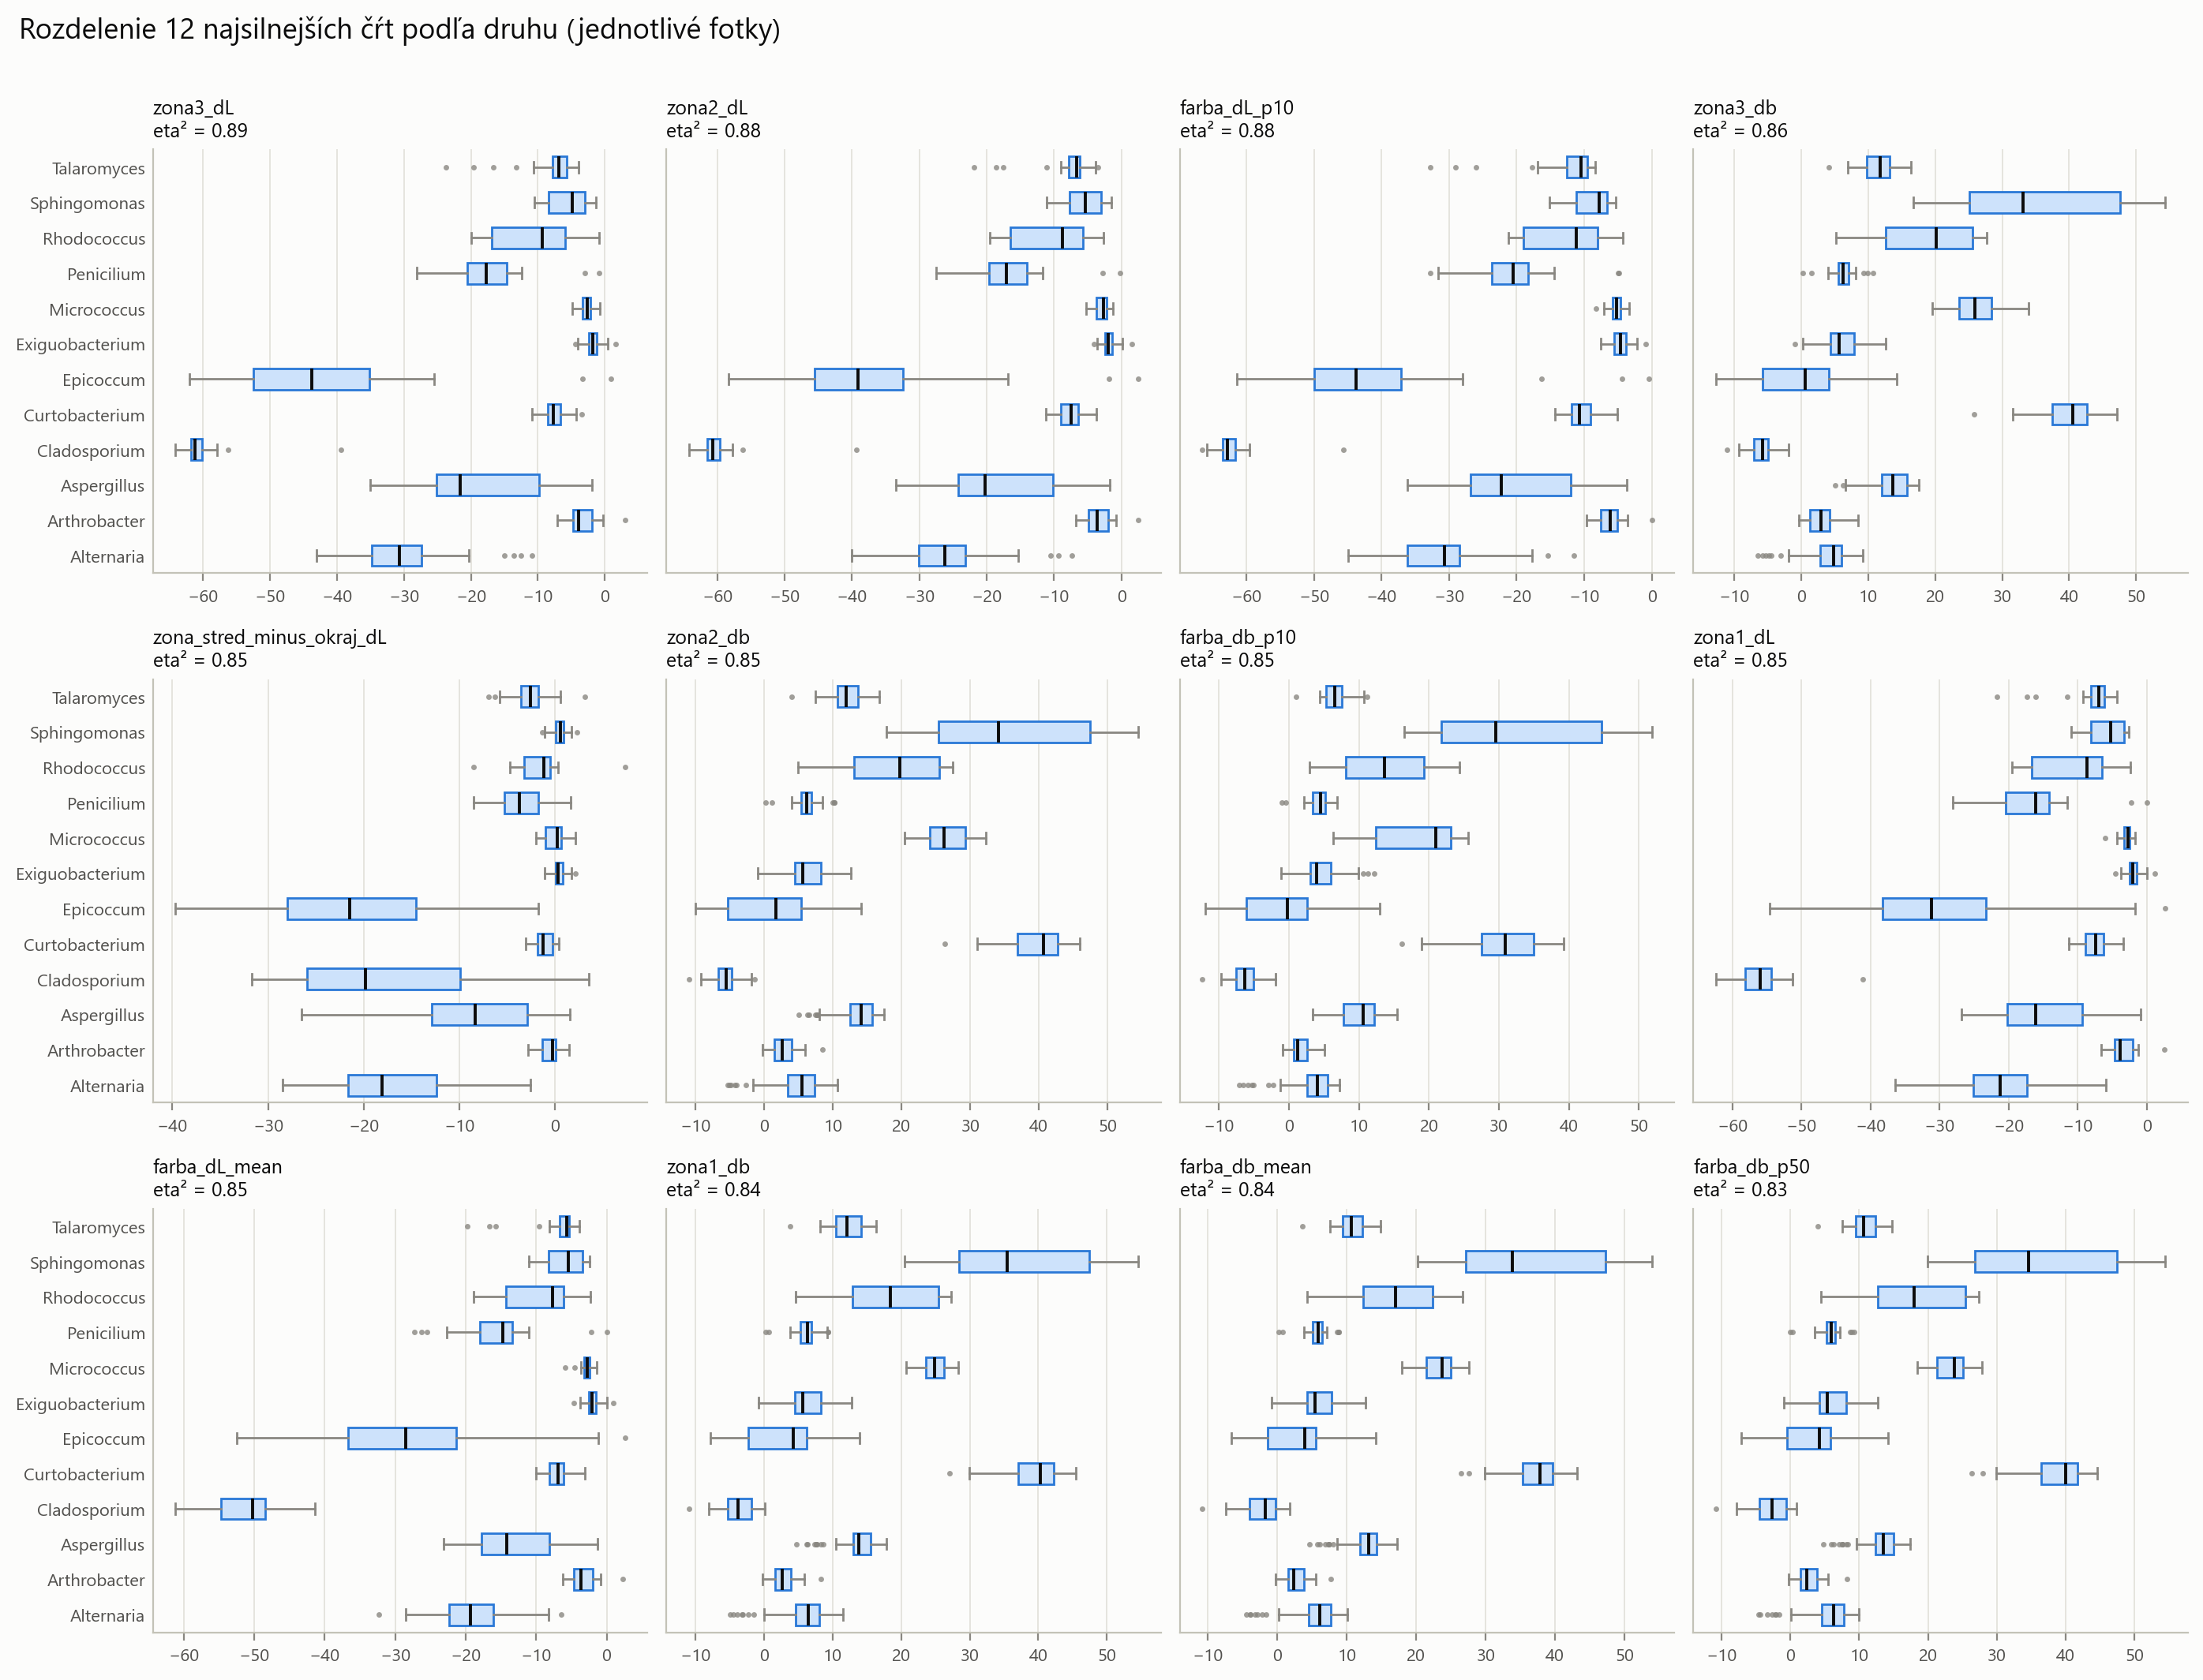 Rozdelenie 12 najsilnejších čŕt podľa druhu (jednotlivé fotky)
zona3_dL
eta² = 0.89
zona2_dL
eta² = 0.88
farba_dL_p10
eta² = 0.88
zona3_db
eta² = 0.86
Talaromyces
Sphingomonas
Rhodococcus
Penicilium
Micrococcus
Exiguobacterium
Epicoccum
Curtobacterium
Cladosporium
Aspergillus
Arthrobacter
Alternaria
−60 −50 −40 −30 −20 −10 0
−60 −50 −40 −30 −20 −10 0
−60 −50 −40 −30 −20 −10 0
−10 0 10 20 30 40 50
zona_stred_minus_okraj_dL
eta² = 0.85
zona2_db
eta² = 0.85
farba_db_p10
eta² = 0.85
zona1_dL
eta² = 0.85
Talaromyces
Sphingomonas
Rhodococcus
Penicilium
Micrococcus
Exiguobacterium
Epicoccum
Curtobacterium
Cladosporium
Aspergillus
Arthrobacter
Alternaria
−40 −30 −20 −10 0
−10 0 10 20 30 40 50
−10 0 10 20 30 40 50
−60 −50 −40 −30 −20 −10 0
farba_dL_mean
eta² = 0.85
zona1_db
eta² = 0.84
farba_db_mean
eta² = 0.84
farba_db_p50
eta² = 0.83
Talaromyces
Sphingomonas
Rhodococcus
Penicilium
Micrococcus
Exiguobacterium
Epicoccum
Curtobacterium
Cladosporium
Aspergillus
Arthrobacter
Alternaria
−60 −50 −40 −30 −20 −10 0
−10 0 10 20 30 40 50
−10 0 10 20 30 40 50
−10 0 10 20 30 40 50